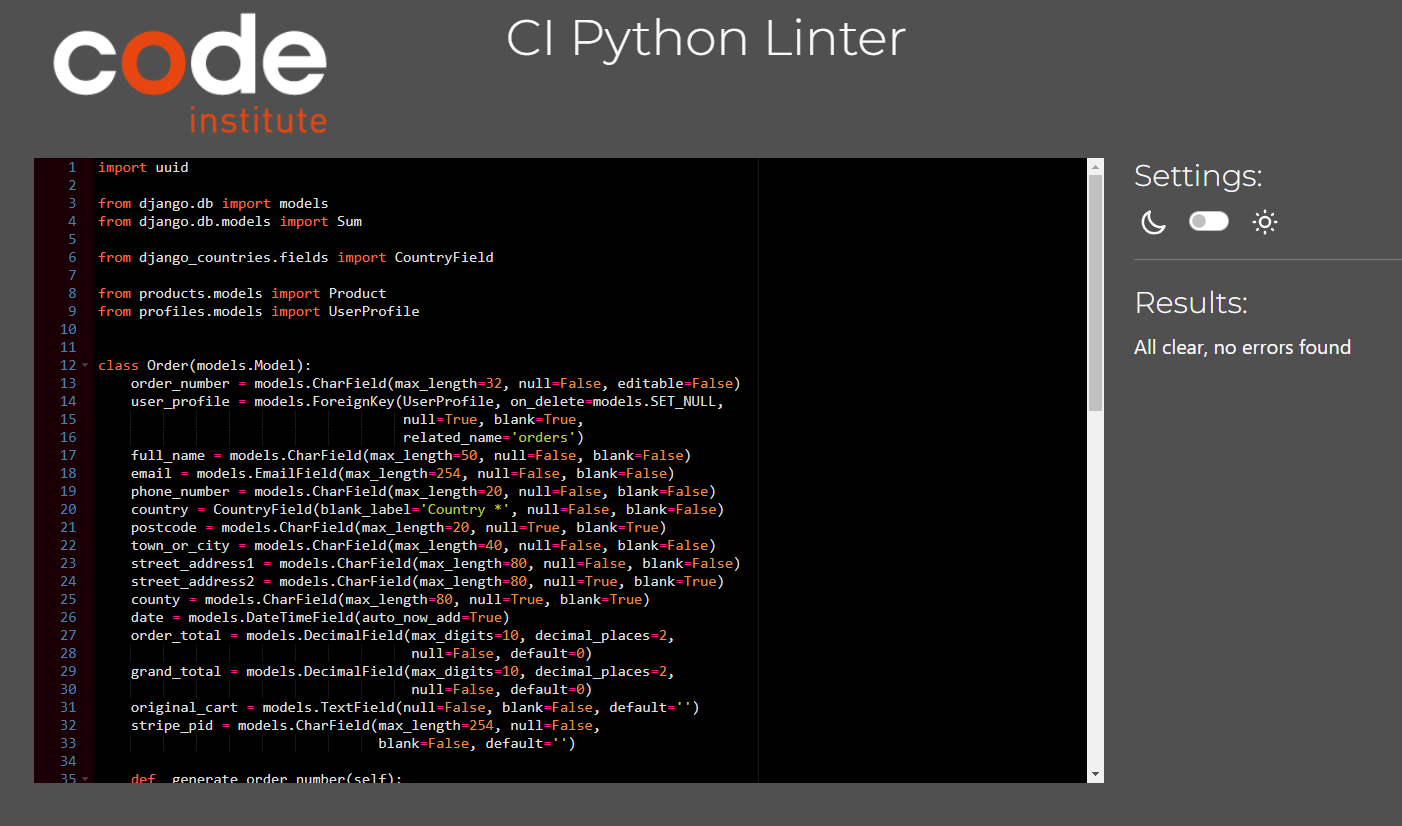 code
institute
CI Python Linter
1 import uuid
2
3 from django.db import models
4 from django.db.models import Sum
5
6 from django_countries.fields import CountryField
7
8 from products.models import Product
9 from profiles.models import UserProfile
10
11
12 class Order(models.Model):
13     order_number = models.CharField(max_length=32, null=False, editable=False)
14     user_profile = models.ForeignKey(UserProfile, on_delete=models.SET_NULL,
15                                      null=True, blank=True,
16                                      related_name='orders')
17     full_name = models.CharField(max_length=50, null=False, blank=False)
18     email = models.EmailField(max_length=254, null=False, blank=False)
19     phone_number = models.CharField(max_length=20, null=False, blank=False)
20     country = CountryField(blank_label='Country *', null=False, blank=False)
21     postcode = models.CharField(max_length=20, null=True, blank=True)
22     town_or_city = models.CharField(max_length=40, null=False, blank=False)
23     street_address1 = models.CharField(max_length=80, null=False, blank=False)
24     street_address2 = models.CharField(max_length=80, null=True, blank=True)
25     county = models.CharField(max_length=80, null=True, blank=True)
26     date = models.DateTimeField(auto_now_add=True)
27     order_total = models.DecimalField(max_digits=10, decimal_places=2,
28                                       null=False, default=0)
29     grand_total = models.DecimalField(max_digits=10, decimal_places=2,
30                                       null=False, default=0)
31     original_cart = models.TextField(null=False, blank=False, default='')
32     stripe_pid = models.CharField(max_length=254, null=False,
33                                   blank=False, default='')
34
35     def _generate_order_number(self):
Settings:
Results:
All clear, no errors found